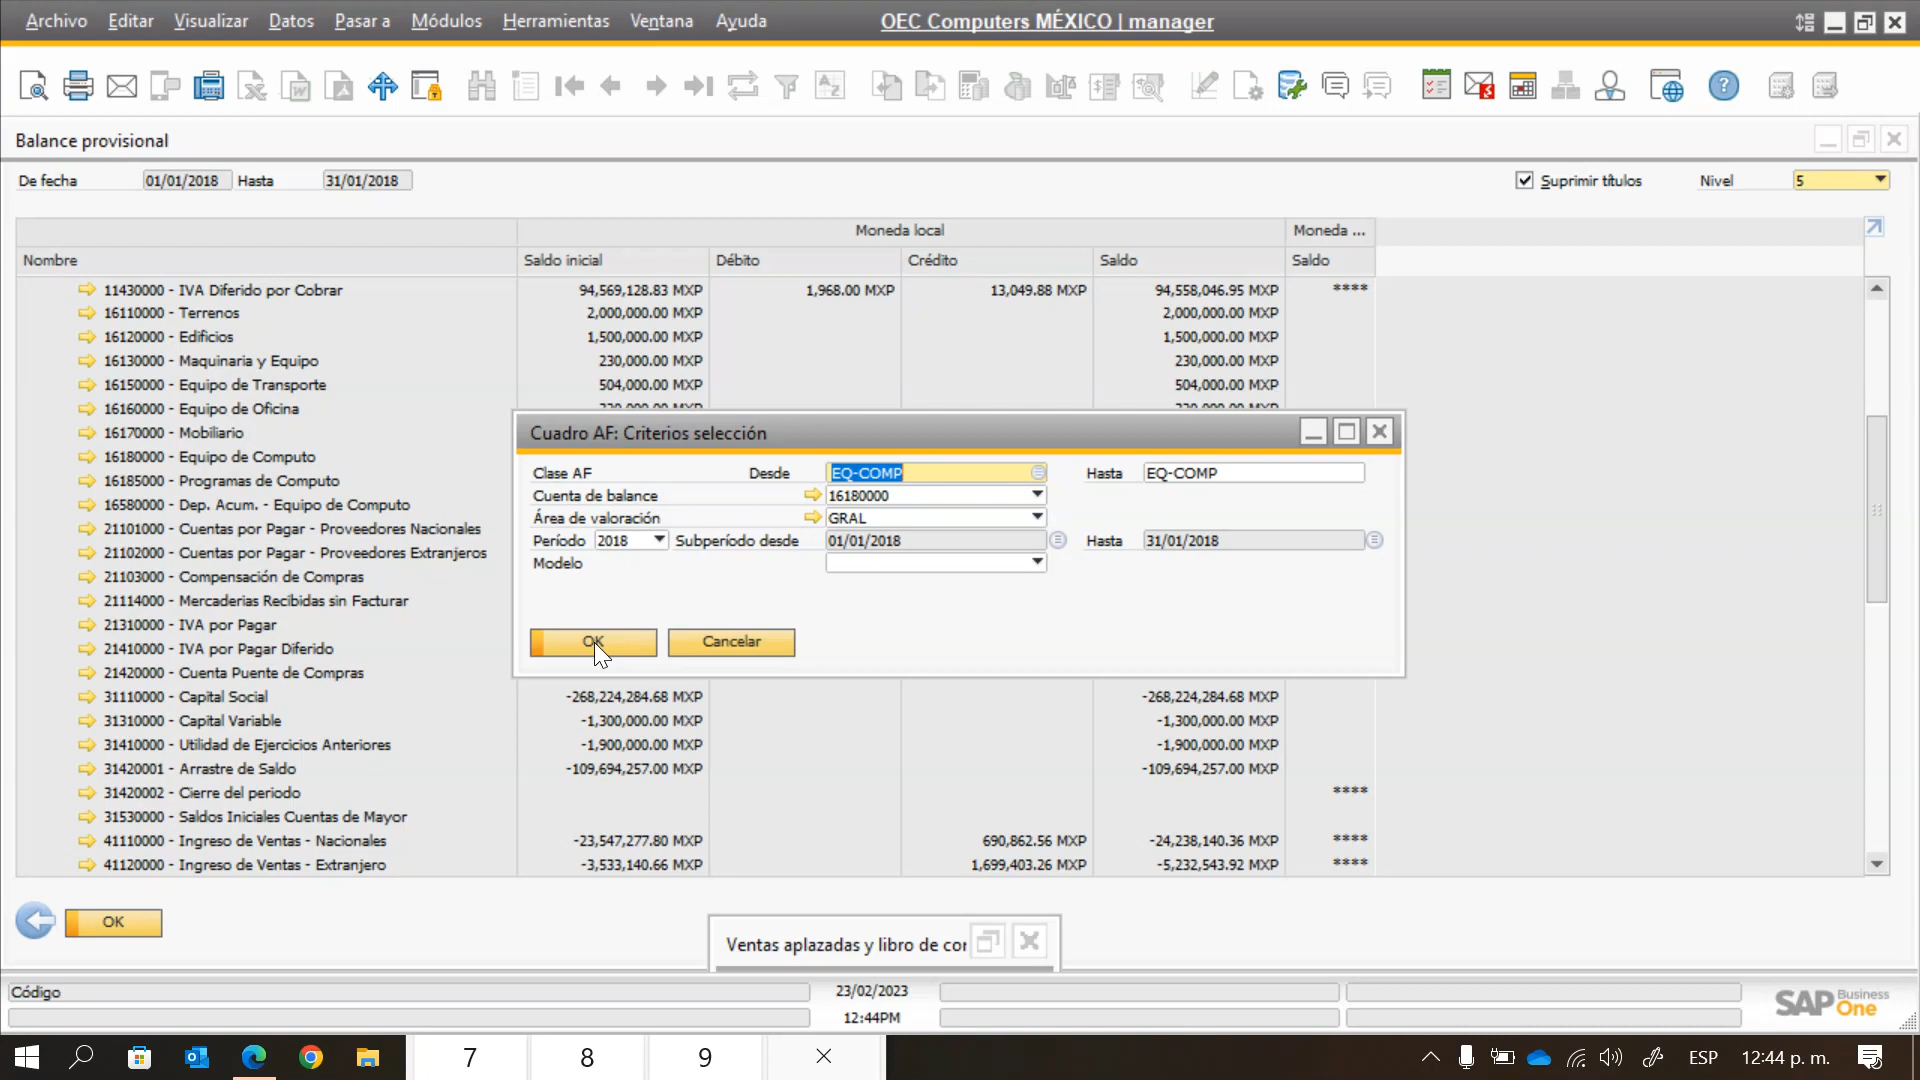 Archivo Editar Visualizar Datos Pasar a Módulos Herramientas Ventana Ayuda OEC Computers MÉXICO | manager
Balance provisional
De fecha 01/01/2018 Hasta 31/01/2018 Suprimir títulos Nivel 5
Moneda local Moneda ...
Nombre Saldo inicial Débito Crédito Saldo Saldo
11430000 - IVA Diferido por Cobrar 94,569,128.83 MXP 1,968.00 MXP 13,049.88 MXP 94,558,046.95 MXP ****
16110000 - Terrenos 2,000,000.00 MXP 2,000,000.00 MXP
16120000 - Edificios 1,500,000.00 MXP 1,500,000.00 MXP
16130000 - Maquinaria y Equipo 230,000.00 MXP 230,000.00 MXP
16150000 - Equipo de Transporte 504,000.00 MXP 504,000.00 MXP
16160000 - Equipo de Oficina
16170000 - Mobiliario
16180000 - Equipo de Computo
16185000 - Programas de Computo
16580000 - Dep. Acum. - Equipo de Computo
21101000 - Cuentas por Pagar - Proveedores Nacionales
21102000 - Cuentas por Pagar - Proveedores Extranjeros
21103000 - Compensación de Compras
21114000 - Mercaderias Recibidas sin Facturar
21310000 - IVA por Pagar
21410000 - IVA por Pagar Diferido
21420000 - Cuenta Puente de Compras
31110000 - Capital Social -268,224,284.68 MXP -268,224,284.68 MXP
31310000 - Capital Variable -1,300,000.00 MXP -1,300,000.00 MXP
31410000 - Utilidad de Ejercicios Anteriores -1,900,000.00 MXP -1,900,000.00 MXP
31420001 - Arrastre de Saldo -109,694,257.00 MXP -109,694,257.00 MXP
31420002 - Cierre del periodo ****
31530000 - Saldos Iniciales Cuentas de Mayor
41110000 - Ingreso de Ventas - Nacionales -23,547,277.80 MXP 690,862.56 MXP -24,238,140.36 MXP ****
41120000 - Ingreso de Ventas - Extranjero -3,533,140.66 MXP 1,699,403.26 MXP -5,232,543.92 MXP ****
Cuadro AF: Criterios selección
Clase AF Desde EQ-COMP Hasta EQ-COMP
Cuenta de balance 16180000
Área de valoración GRAL
Período 2018 Subperíodo desde 01/01/2018 Hasta 31/01/2018
Modelo
OK Cancelar
OK
Ventas aplazadas y libro de cor
Código 23/02/2023
12:44PM
SAP Business One
7 8 9 ESP 12:44 p. m.